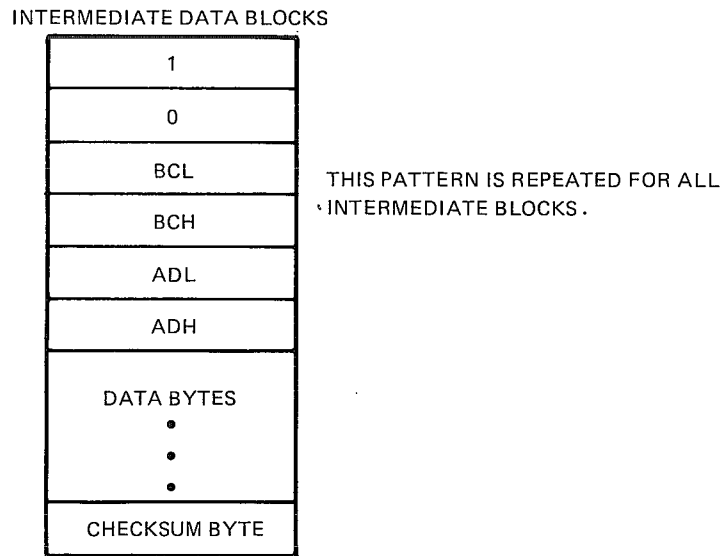 INTERMEDIATE DATA BLOCKS
1
0
BCL
BCH
ADL
ADH
DATA BYTES
CHECKSUM BYTE
THIS PATTERN IS REPEATED FOR ALL
INTERMEDIATE BLOCKS.